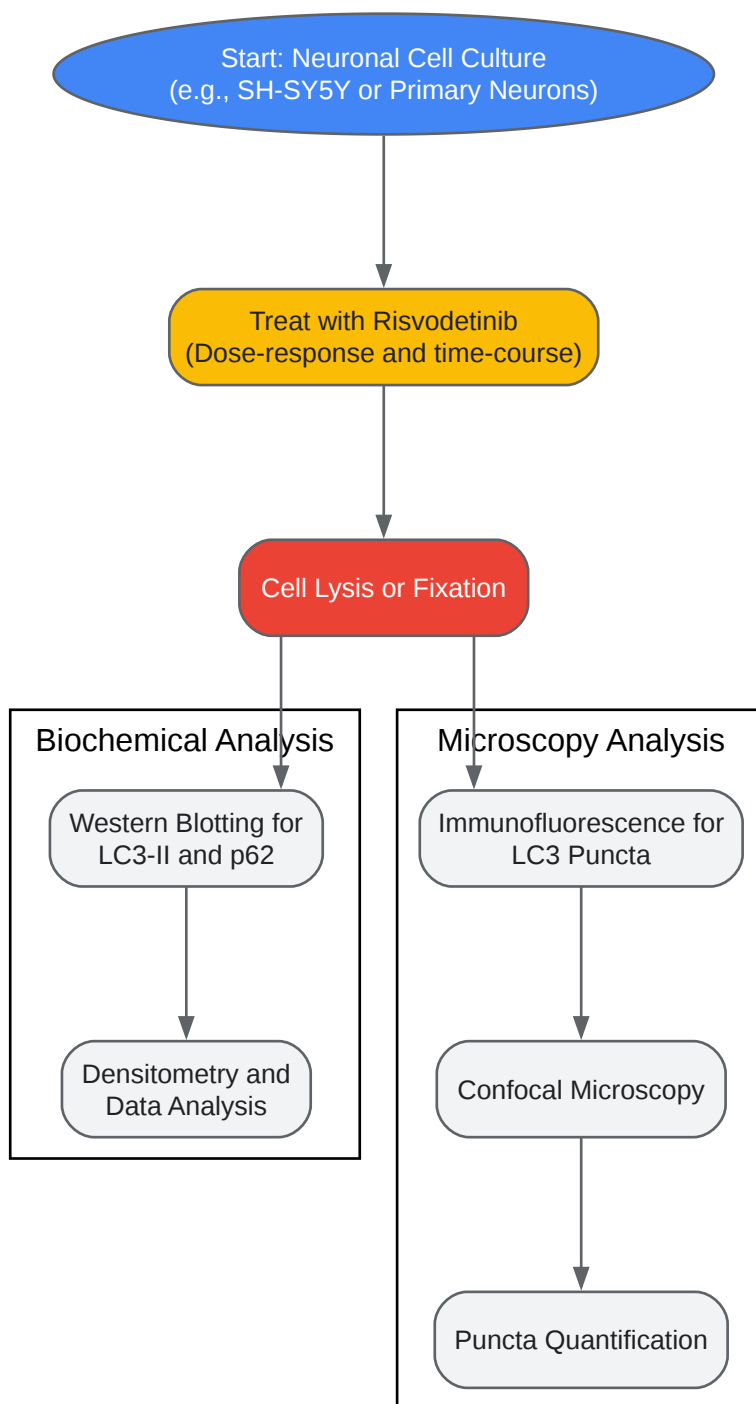 Start: Neuronal Cell Culture
(e.g., SH-SY5Y or Primary Neurons)
Treat with Risvodetinib
(Dose-response and time-course)
Cell Lysis or Fixation
Biochemical Analysis
Western Blotting for
LC3-II and p62
Densitometry and
Data Analysis
Microscopy Analysis
Immunofluorescence for
LC3 Puncta
Confocal Microscopy
Puncta Quantification